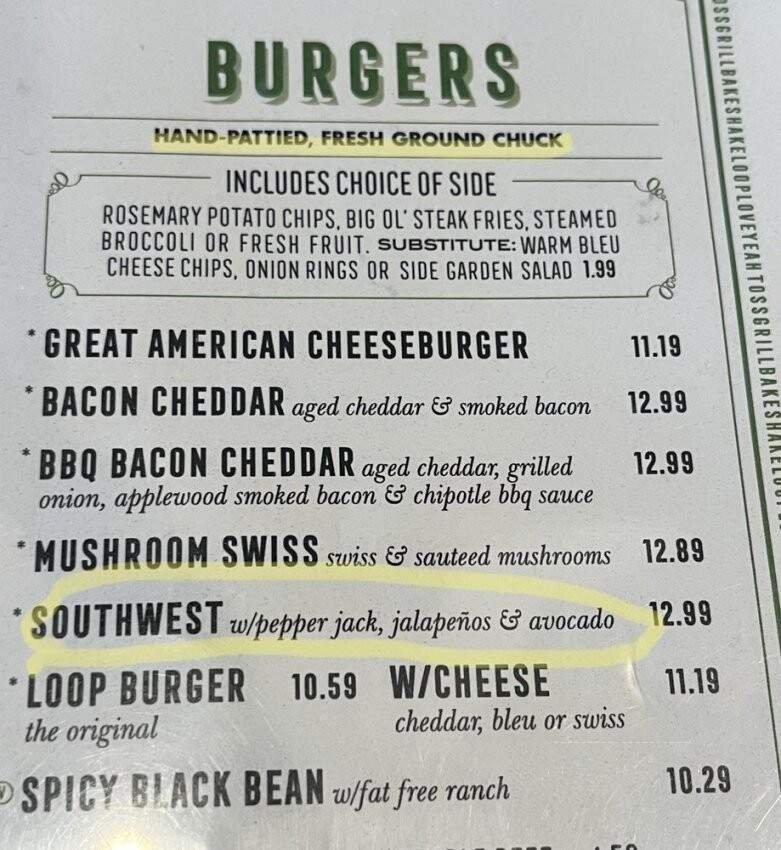 BURGERS
HAND-PATTIED, FRESH GROUND CHUCK
INCLUDES CHOICE OF SIDE
ROSEMARY POTATO CHIPS, BIG OL' STEAK FRIES, STEAMED
BROCCOLI OR FRESH FRUIT. SUBSTITUTE: WARM BLEU
CHEESE CHIPS, ONION RINGS OR SIDE GARDEN SALAD 1.99
* GREAT AMERICAN CHEESEBURGER 11.19
* BACON CHEDDAR aged cheddar & smoked bacon 12.99
* BBQ BACON CHEDDAR aged cheddar, grilled 12.99
onion, applewood smoked bacon & chipotle bbq sauce
* MUSHROOM SWISS swiss & sauteed mushrooms 12.89
* SOUTHWEST w/pepper jack, jalapeños & avocado 12.99
* LOOP BURGER 10.59 W/CHEESE 11.19
the original cheddar, bleu or swiss
SPICY BLACK BEAN w/fat free ranch 10.29
OSSGRILLBAKESHAKELOOPLOVEYEAHTOSSGRILLBAKESHAKELOOP